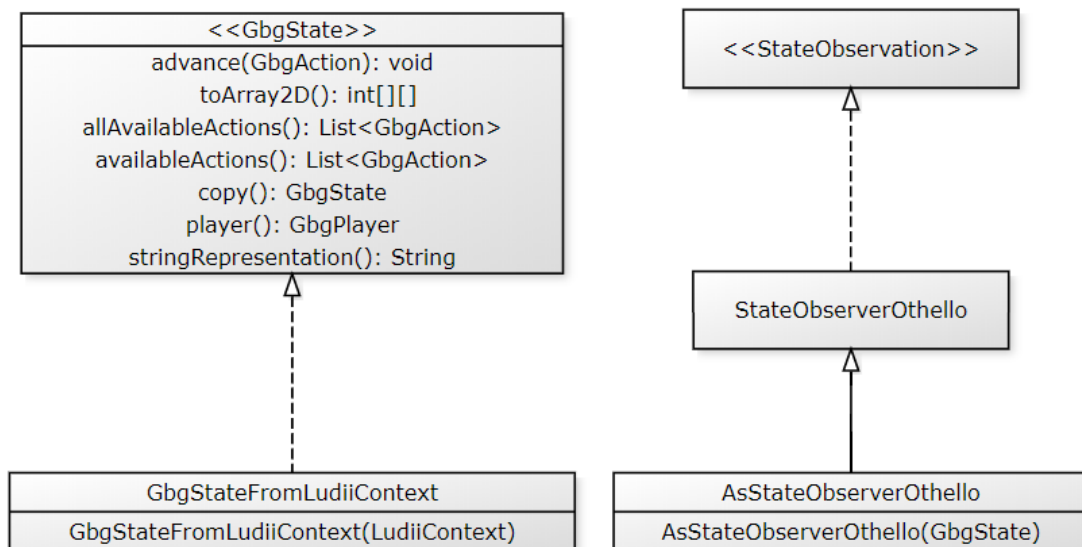 <<GbgState>>
advance(GbgAction): void
toArray2D(): int[][]
allAvailableActions(): List<GbgAction>
availableActions(): List<GbgAction>
copy(): GbgState
player(): GbgPlayer
stringRepresentation(): String
<<StateObservation>>
StateObserverOthello
GbgStateFromLudiiContext
GbgStateFromLudiiContext(LudiiContext)
AsStateObserverOthello
AsStateObserverOthello(GbgState)